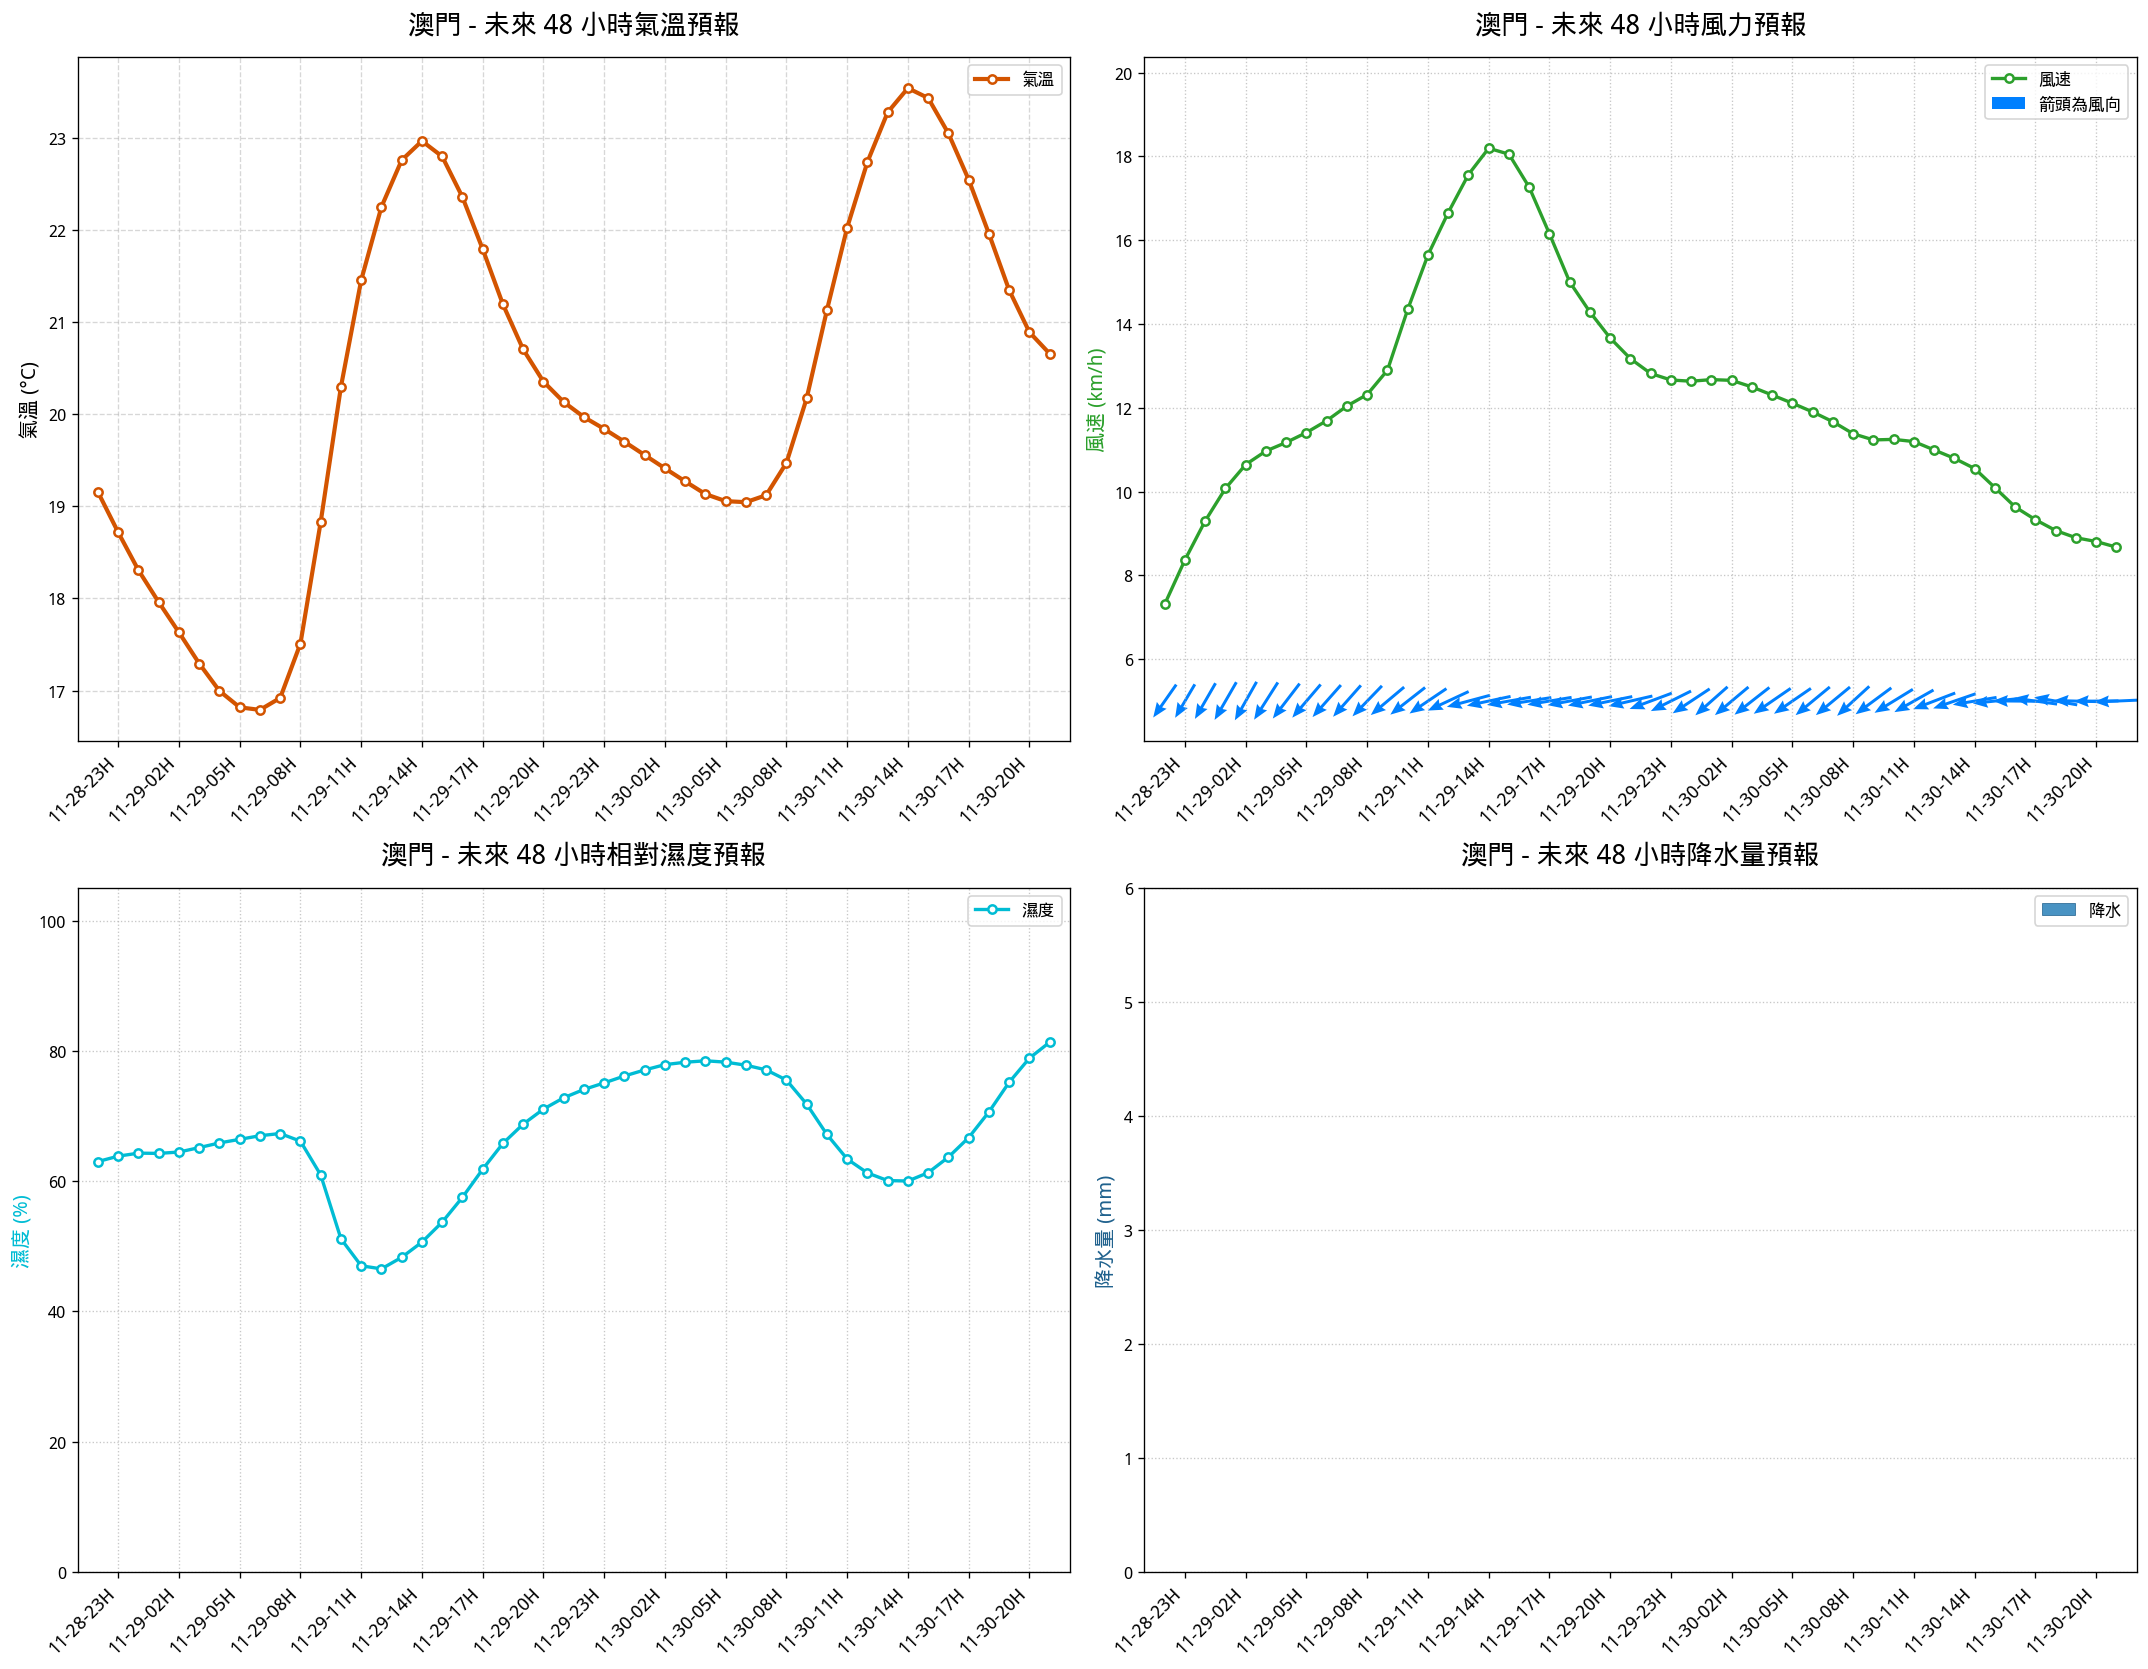 澳門 - 未來 48 小時氣溫預報
氣溫
氣溫 (°C)
23
22
21
20
19
18
17
11-28-23H
11-29-02H
11-29-05H
11-29-08H
11-29-11H
11-29-14H
11-29-17H
11-29-20H
11-29-23H
11-30-02H
11-30-05H
11-30-08H
11-30-11H
11-30-14H
11-30-17H
11-30-20H
澳門 - 未來 48 小時風力預報
風速
箭頭為風向
風速 (km/h)
20
18
16
14
12
10
8
6
11-28-23H
11-29-02H
11-29-05H
11-29-08H
11-29-11H
11-29-14H
11-29-17H
11-29-20H
11-29-23H
11-30-02H
11-30-05H
11-30-08H
11-30-11H
11-30-14H
11-30-17H
11-30-20H
澳門 - 未來 48 小時相對濕度預報
濕度
濕度 (%)
100
80
60
40
20
0
11-28-23H
11-29-02H
11-29-05H
11-29-08H
11-29-11H
11-29-14H
11-29-17H
11-29-20H
11-29-23H
11-30-02H
11-30-05H
11-30-08H
11-30-11H
11-30-14H
11-30-17H
11-30-20H
澳門 - 未來 48 小時降水量預報
降水
降水量 (mm)
6
5
4
3
2
1
0
11-28-23H
11-29-02H
11-29-05H
11-29-08H
11-29-11H
11-29-14H
11-29-17H
11-29-20H
11-29-23H
11-30-02H
11-30-05H
11-30-08H
11-30-11H
11-30-14H
11-30-17H
11-30-20H